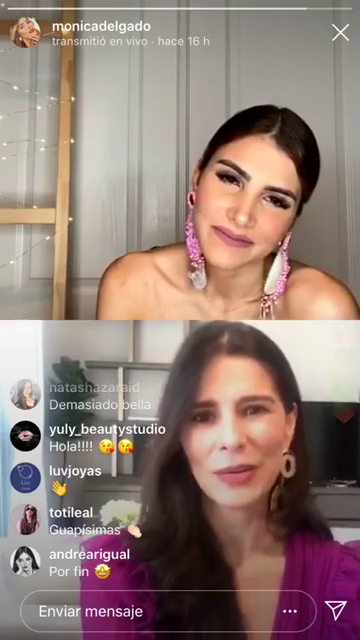 monicadelgado
transmitió en vivo · hace 16 h
natashazaraid
Demasiado bella
yuly_beautystudio
Hola!!!! 😘😘
luvjoyas
👋
totileal
Guapísimas 👏🏻
andrearigual
Por fin 🤩
Enviar mensaje